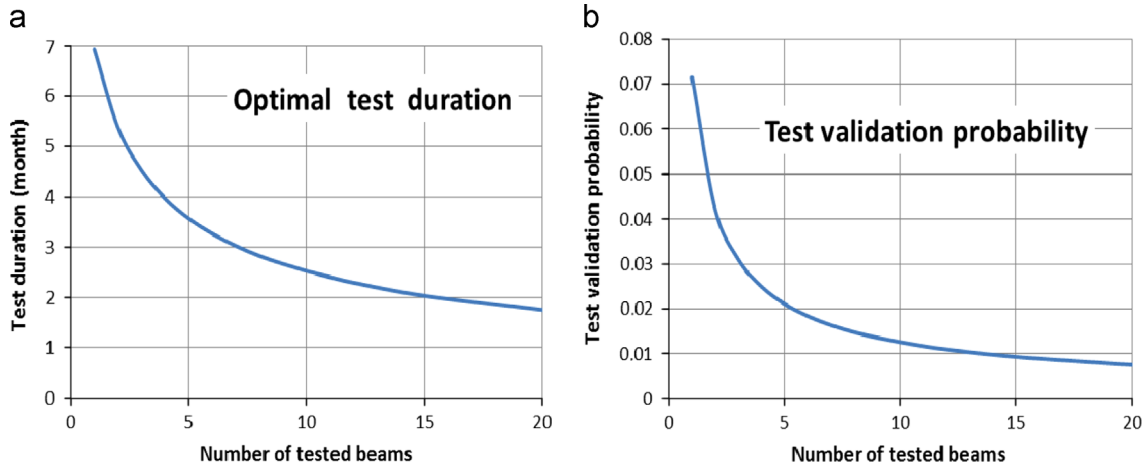 a
Optimal test duration
Test duration (month)
7
6
5
4
3
2
1
0
0 5 10 15 20
Number of tested beams
b
Test validation probability
Test validation probability
0.08
0.07
0.06
0.05
0.04
0.03
0.02
0.01
0
0 5 10 15 20
Number of tested beams